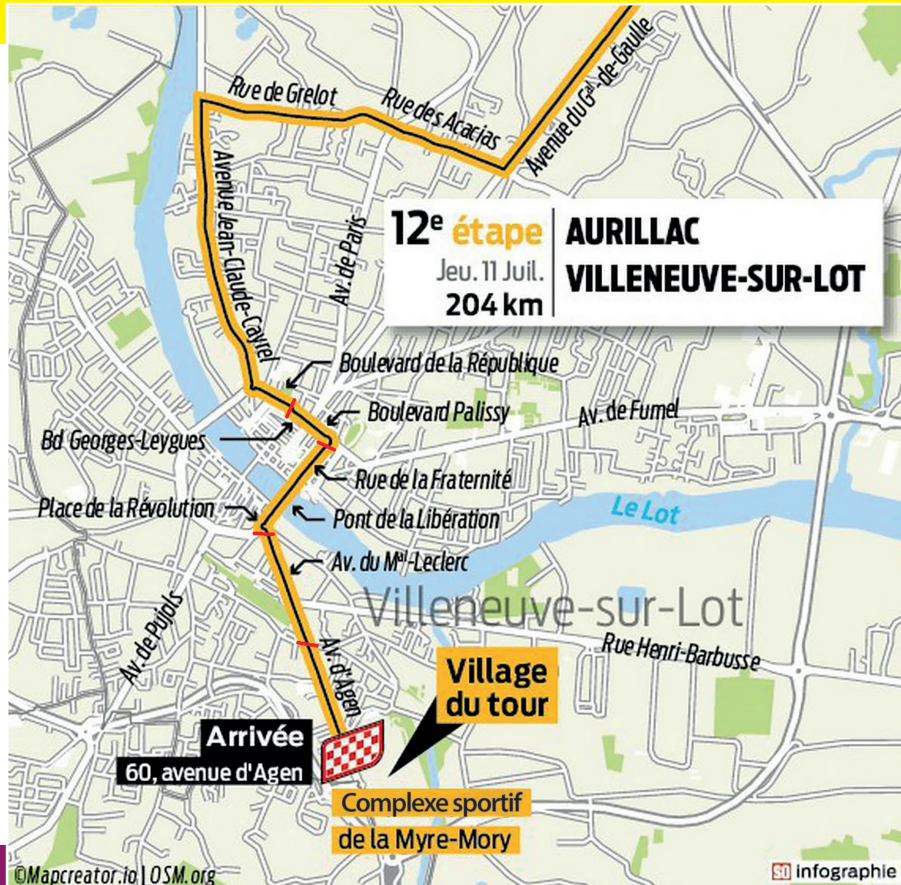 Rue de Grelot
Rue des Acacias
Avenue du Gal-de-Gaulle
Avenue Jean-Claude-Cayrel
Av. de Paris
12e étape
Jeu. 11 Juil.
204 km
AURILLAC
VILLENEUVE-SUR-LOT
Boulevard de la République
Boulevard Palissy
Av. de Fumel
Bd Georges-Leygues
Rue de la Fraternité
Place de la Révolution
Pont de la Libération
Le Lot
Av. du Mal-Leclerc
Villeneuve-sur-Lot
Av. de Pujols
Av. d'Agen
Rue Henri-Barbusse
Village
du tour
Arrivée
60, avenue d'Agen
Complexe sportif
de la Myre-Mory
©Mapcreator.io | OSM.org
SO infographie